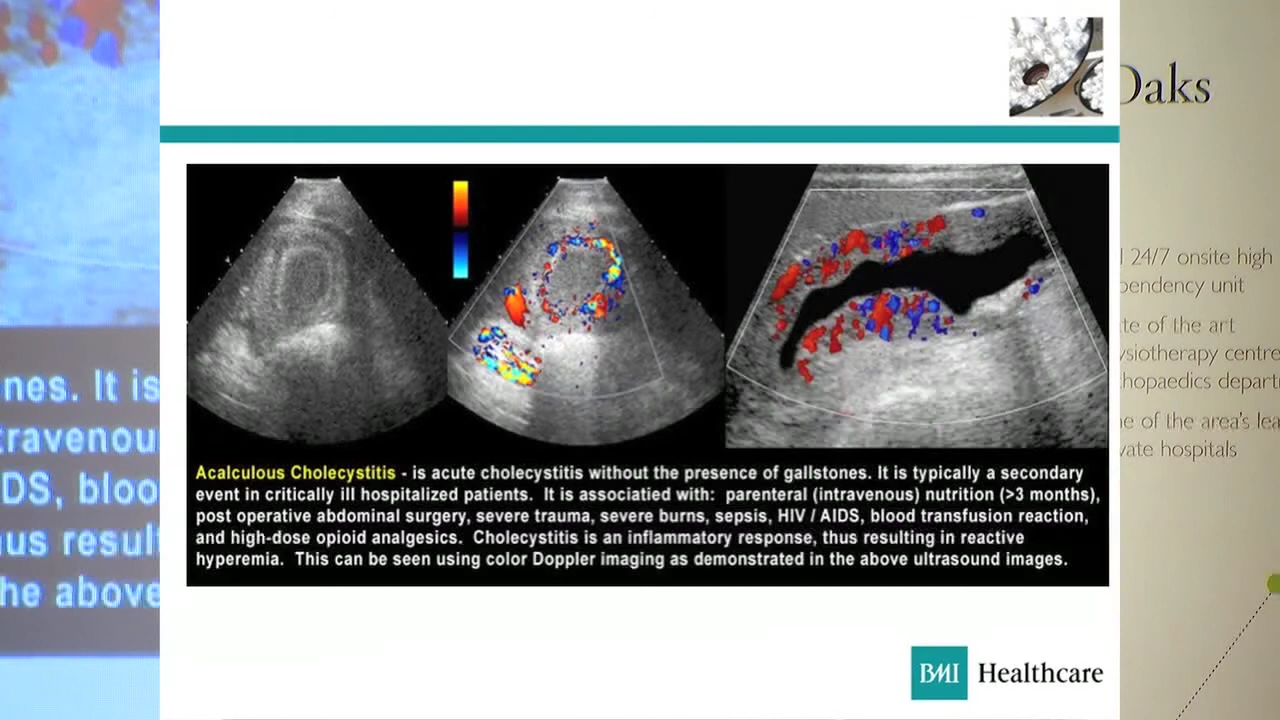 Acalculous Cholecystitis - is acute cholecystitis without the presence of gallstones. It is typically a secondary
event in critically ill hospitalized patients. It is associatied with: parenteral (intravenous) nutrition (>3 months),
post operative abdominal surgery, severe trauma, severe burns, sepsis, HIV / AIDS, blood transfusion reaction,
and high-dose opioid analgesics. Cholecystitis is an inflammatory response, thus resulting in reactive
hyperemia. This can be seen using color Doppler imaging as demonstrated in the above ultrasound images.
BMI Healthcare
nes. It is
travenou
DS, bloo
us result
he above
Oaks
24/7 onsite high
pendency unit
te of the art
ysiotherapy centre
hopaedics depart
e of the area's lea
vate hospitals